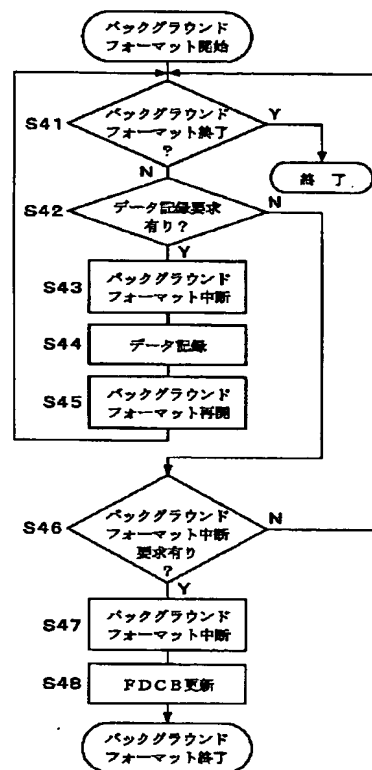 バックグラウンド
フォーマット開始
S41
バックグラウンド
フォーマット終了
?
Y
終了
N
S42
データ記録要求
有り?
N
Y
S43
バックグラウンド
フォーマット中断
S44
データ記録
S45
バックグラウンド
フォーマット再開
S46
バックグラウンド
フォーマット中断
要求有り
?
N
Y
S47
バックグラウンド
フォーマット中断
S48
FDCB更新
バックグラウンド
フォーマット終了